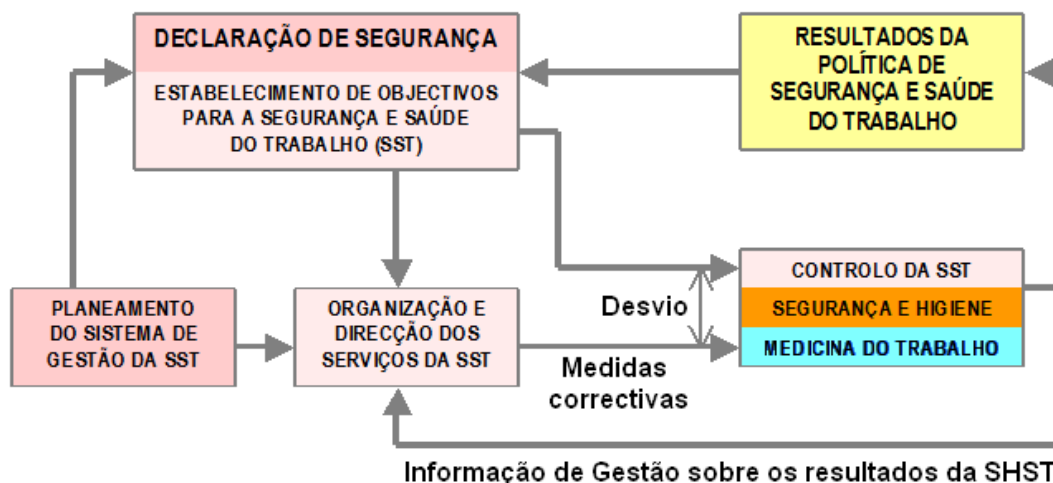 DECLARAÇÃO DE SEGURANÇA
ESTABELECIMENTO DE OBJECTIVOS
PARA A SEGURANÇA E SAÚDE
DO TRABALHO (SST)
RESULTADOS DA
POLÍTICA DE
SEGURANÇA E SAÚDE
DO TRABALHO
PLANEAMENTO
DO SISTEMA DE
GESTÃO DA SST
ORGANIZAÇÃO E
DIRECÇÃO DOS
SERVIÇOS DA SST
Desvio
Medidas
correctivas
CONTROLO DA SST
SEGURANÇA E HIGIENE
MEDICINA DO TRABALHO
Informação de Gestão sobre os resultados da SHST